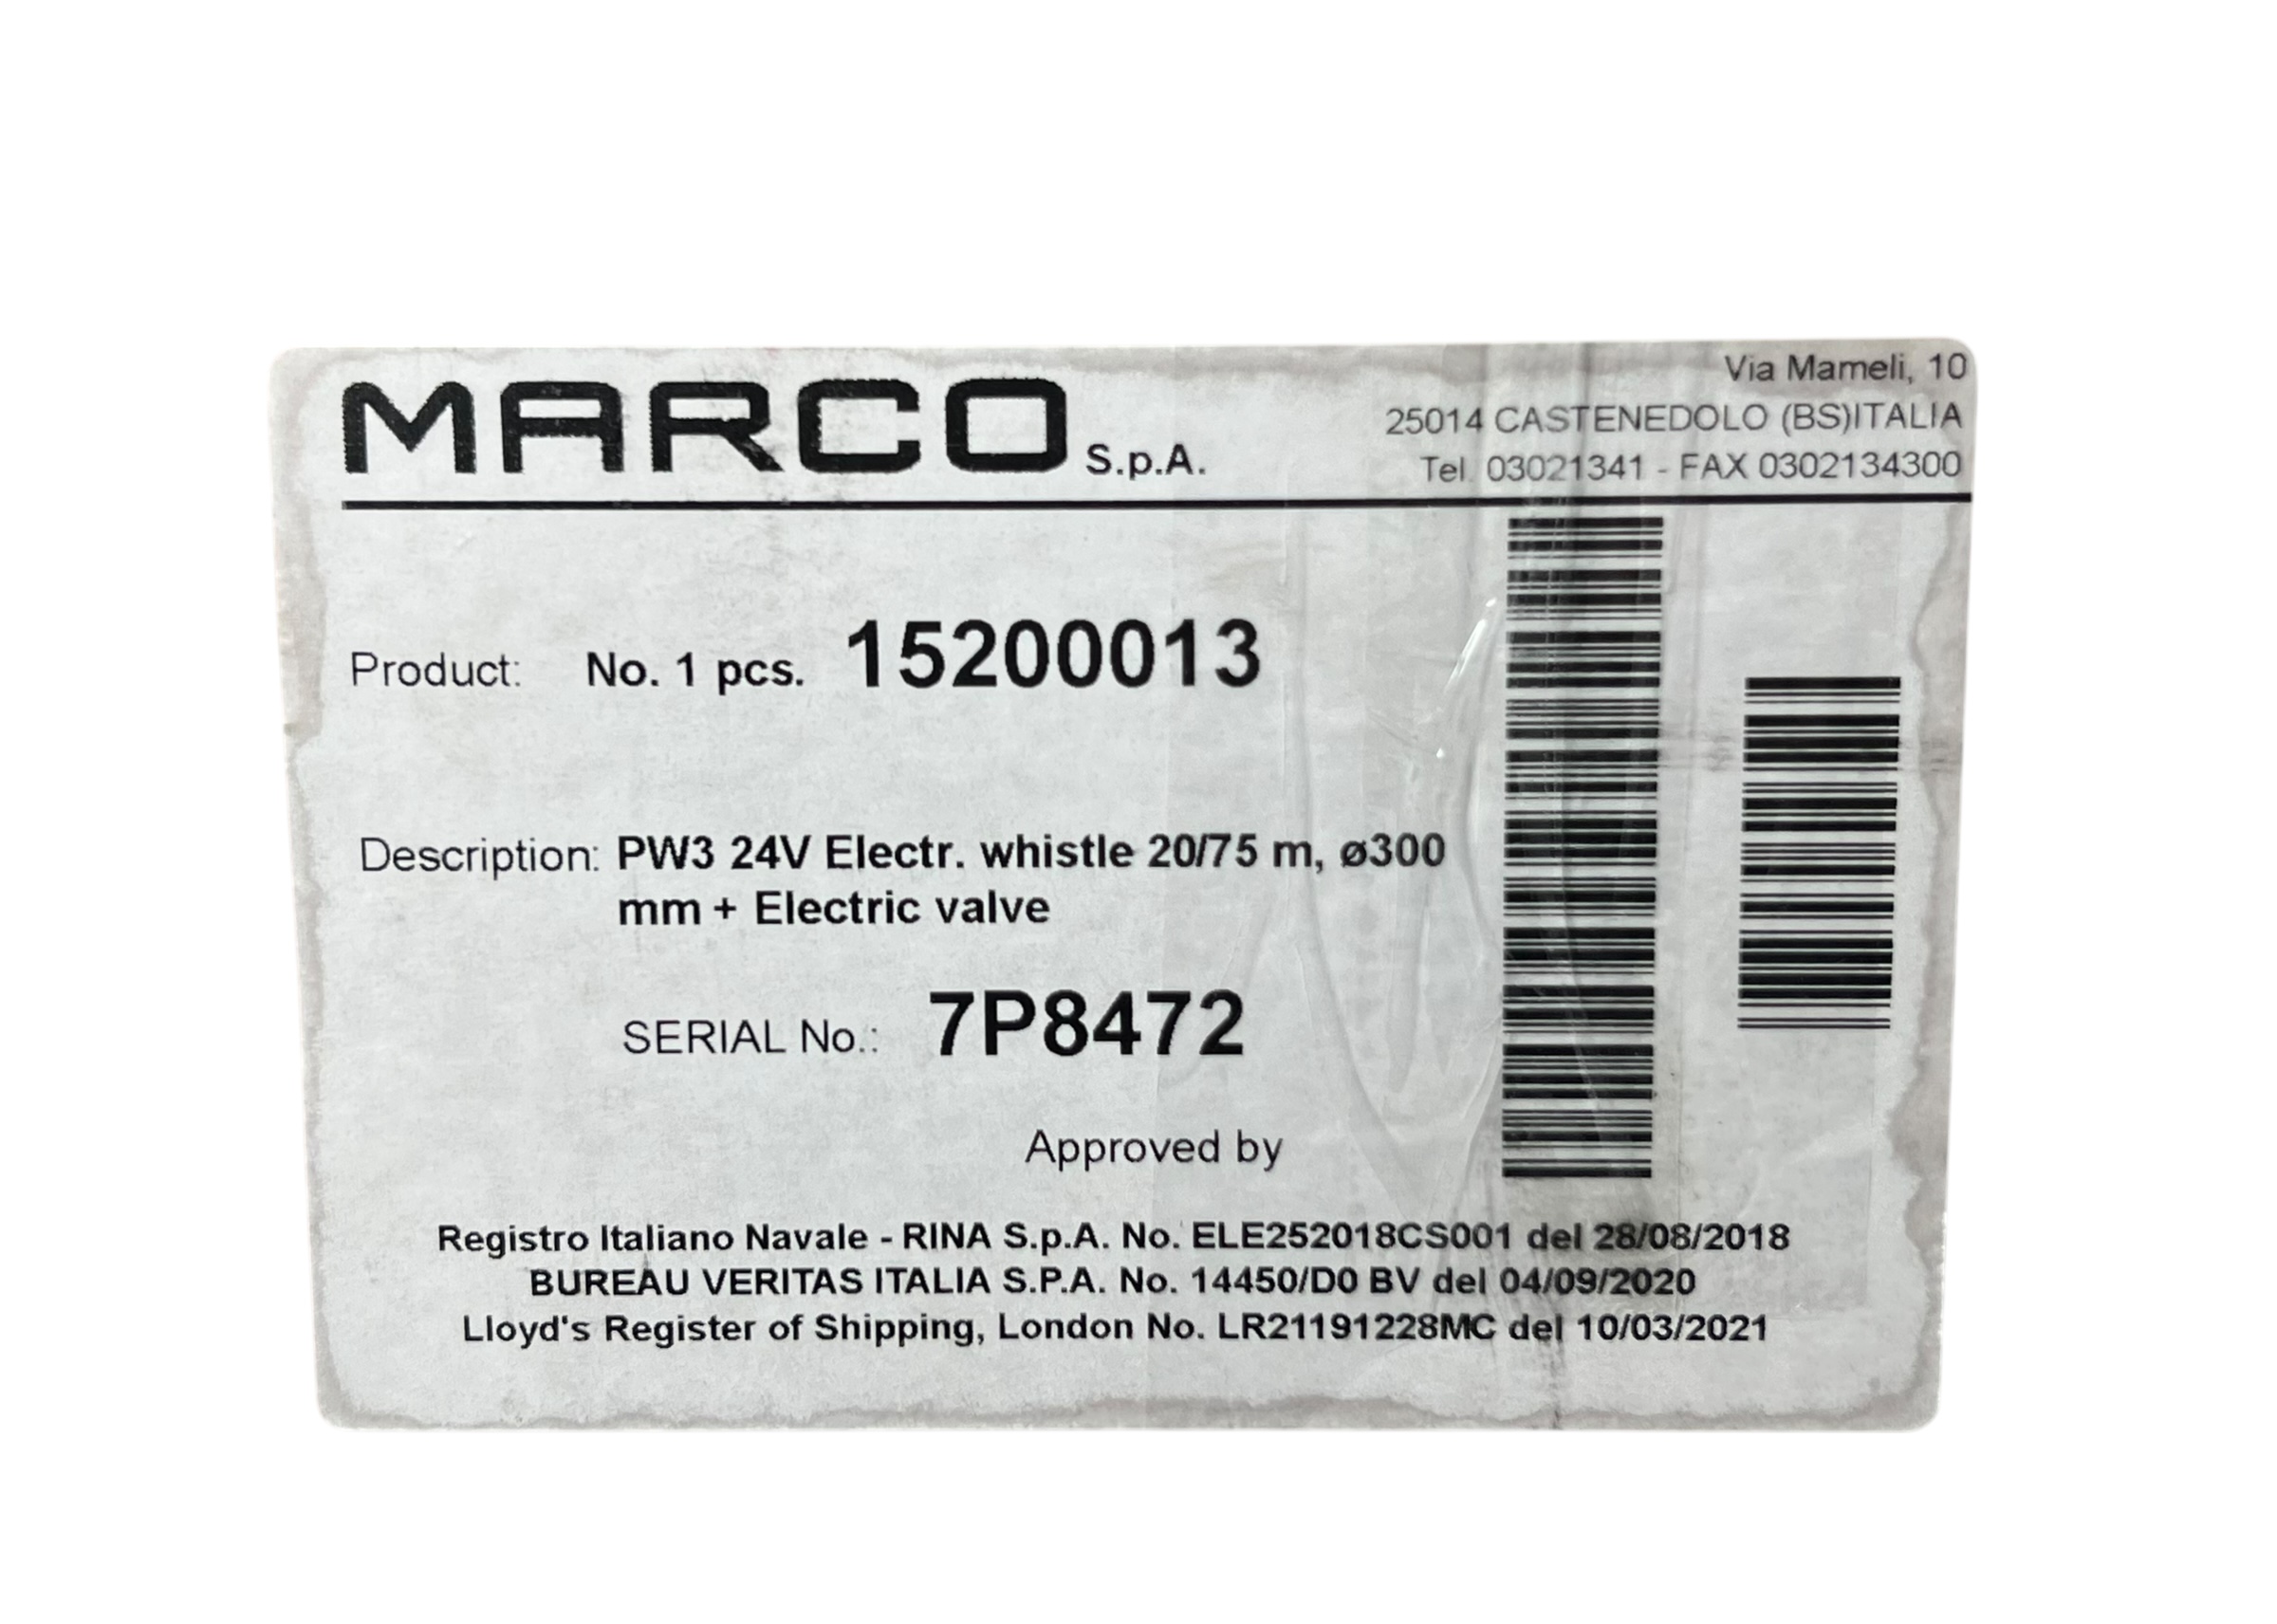 MARCO S.p.A.
Via Mameli, 10
25014 CASTENEDOLO (BS)ITALIA
Tel. 03021341 - FAX 0302134300
Product: No. 1 pcs. 15200013
Description: PW3 24V Electr. whistle 20/75 m, ø300
mm + Electric valve
SERIAL No.: 7P8472
Approved by
Registro Italiano Navale - RINA S.p.A. No. ELE252018CS001 del 28/08/2018
BUREAU VERITAS ITALIA S.P.A. No. 14450/D0 BV del 04/09/2020
Lloyd's Register of Shipping, London No. LR21191228MC del 10/03/2021